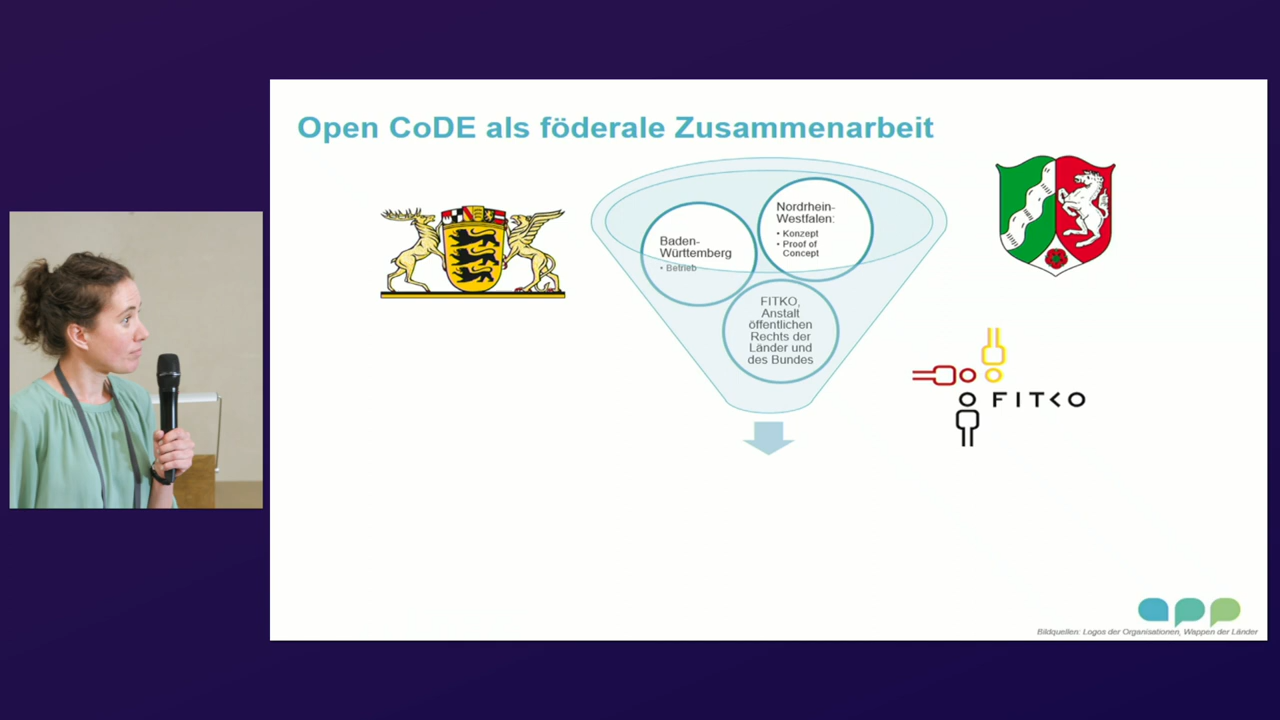 Open CoDE als föderale Zusammenarbeit
Baden-
Württemberg
• Betrieb
Nordrhein-
Westfalen:
• Konzept
• Proof of
Concept
FITKO,
Anstalt
öffentlichen
Rechts der
Länder und
des Bundes
FITKO
app
Bildquellen: Logos der Organisationen, Wappen der Länder